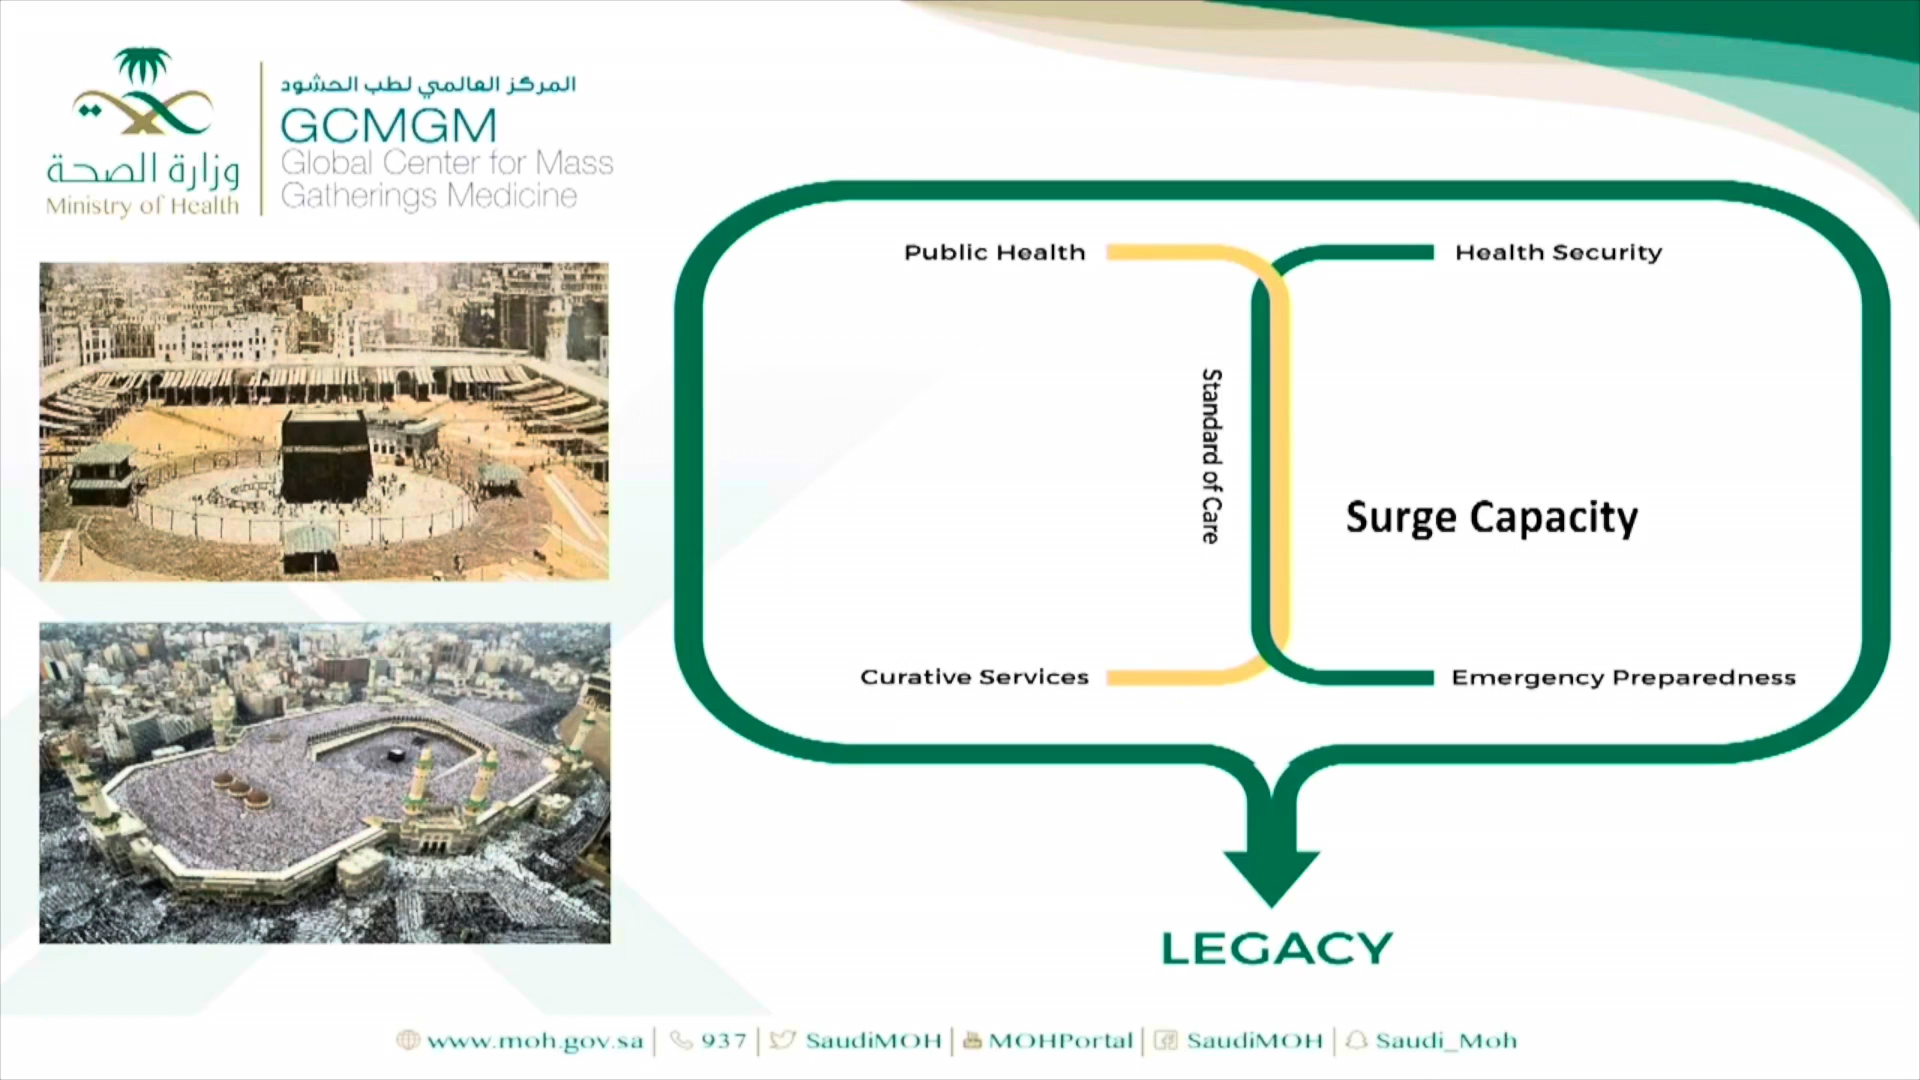 المركز العالمي لطب الحشود
GCMGM
Global Center for Mass
Gatherings Medicine
وزارة الصحة
Ministry of Health
Public Health
Health Security
Standard of Care
Surge Capacity
Curative Services
Emergency Preparedness
LEGACY
www.moh.gov.sa | 937 | SaudiMOH | MOHPortal | SaudiMOH | Saudi_Moh